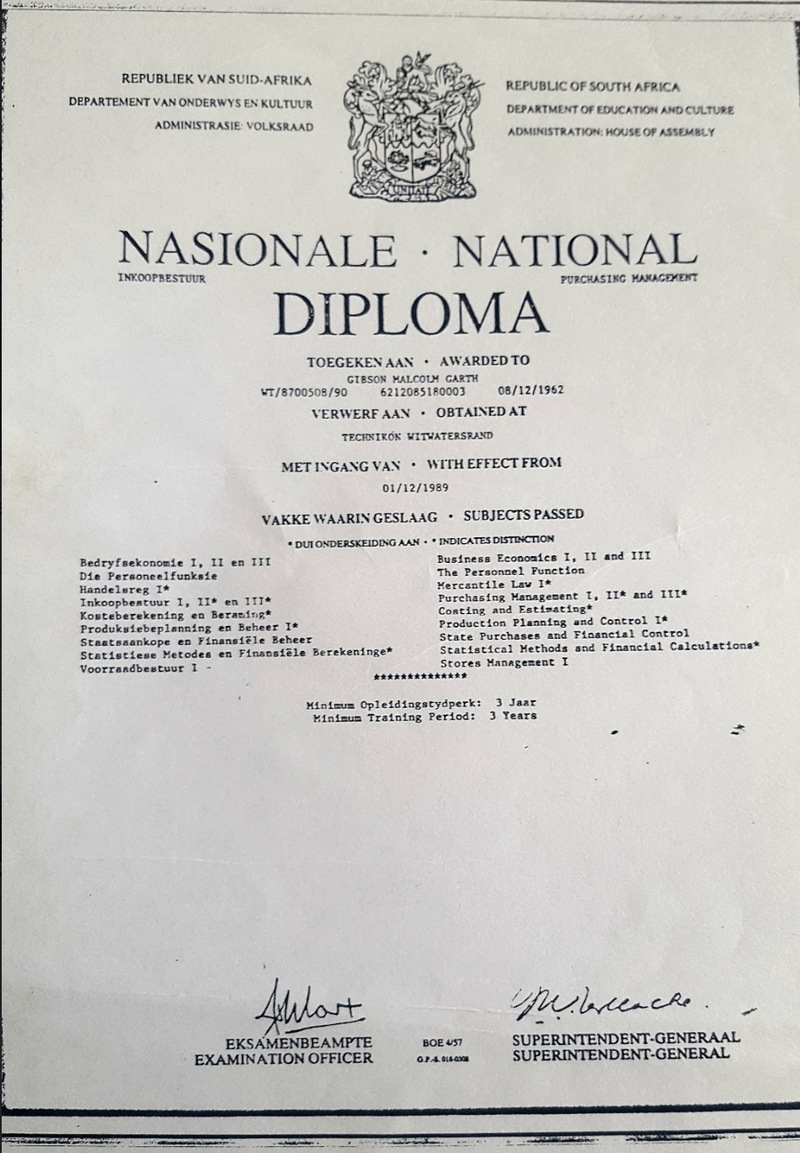 REPUBLIEK VAN SUID-AFRIKA
DEPARTEMENT VAN ONDERWYS EN KULTUUR
ADMINISTRASIE: VOLKSRAAD
REPUBLIC OF SOUTH AFRICA
DEPARTMENT OF EDUCATION AND CULTURE
ADMINISTRATION: HOUSE OF ASSEMBLY
NASIONALE · NATIONAL
INKOOPBESTUUR PURCHASING MANAGEMENT
DIPLOMA
TOEGEKEN AAN · AWARDED TO
GIBSON MALCOLM GARTH
WT/8700508/90 6212085180003 08/12/1962
VERWERF AAN · OBTAINED AT
TECHNIKON WITWATERSRAND
MET INGANG VAN · WITH EFFECT FROM
01/12/1989
VAKKE WAARIN GESLAAG · SUBJECTS PASSED
* DUI ONDERSKEIDING AAN · * INDICATES DISTINCTION
Bedryfsekonomie I, II en III
Die Personeelfunksie
Handelsreg I*
Inkoopbestuur I, II* en III*
Kosteberekening en Beraming*
Produksiebeplanning en Beheer I*
Staatsaankope en Finansiële Beheer
Statistiese Metodes en Finansiële Berekeninge*
Voorraadbestuur I -
Business Economics I, II and III
The Personnel Function
Mercantile Law I*
Purchasing Management I, II* and III*
Costing and Estimating*
Production Planning and Control I*
State Purchases and Financial Control
Statistical Methods and Financial Calculations*
Stores Management I
**************
Minimum Opleidingstydperk: 3 Jaar
Minimum Training Period: 3 Years
EKSAMENBEAMPTE
EXAMINATION OFFICER
BOE 4/57
SUPERINTENDENT-GENERAAL
SUPERINTENDENT-GENERAL